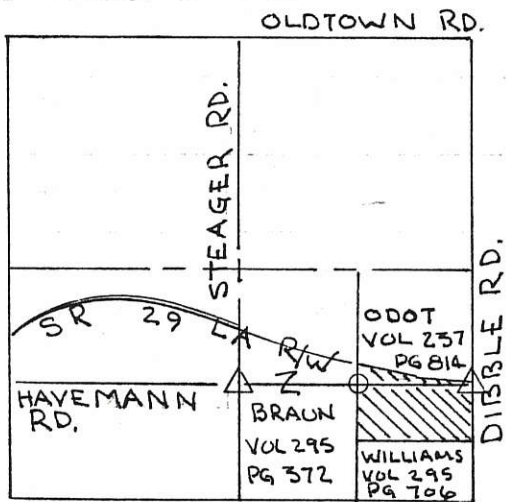 OLDTOWN RD.
STEAGER RD.
DIBBLE RD.
SR 29 LA R/W
ODOT
VOL 237
PG 814
HAVEMANN
RD.
Z
BRAUN
VOL 295
PG 372
WILLIAMS
VOL 295
PG 706